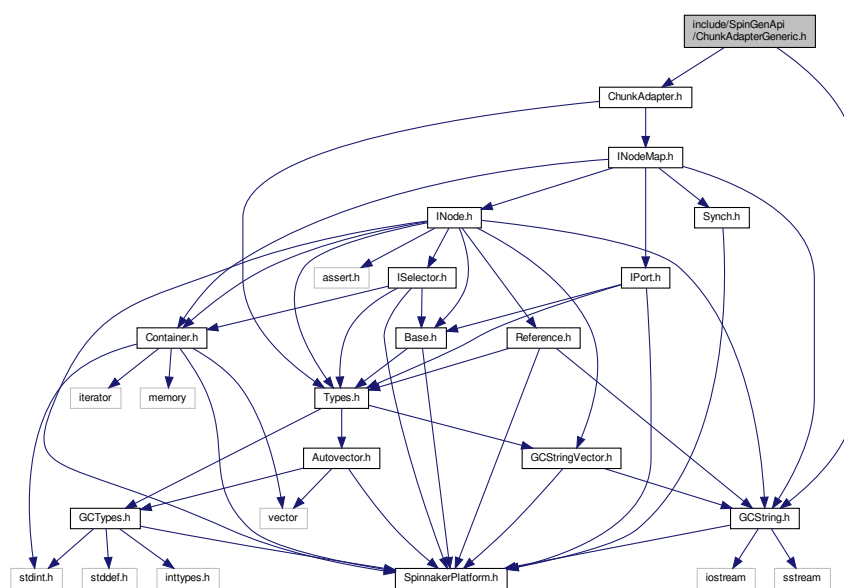 include/SpinGenApi
/ChunkAdapterGeneric.h
ChunkAdapter.h
INodeMap.h
INode.h
Synch.h
assert.h
ISelector.h
IPort.h
Container.h
Base.h
Reference.h
iterator
memory
Types.h
Autovector.h
GCStringVector.h
GCTypes.h
vector
GCString.h
stdint.h
stddef.h
inttypes.h
SpinnakerPlatform.h
iostream
sstream